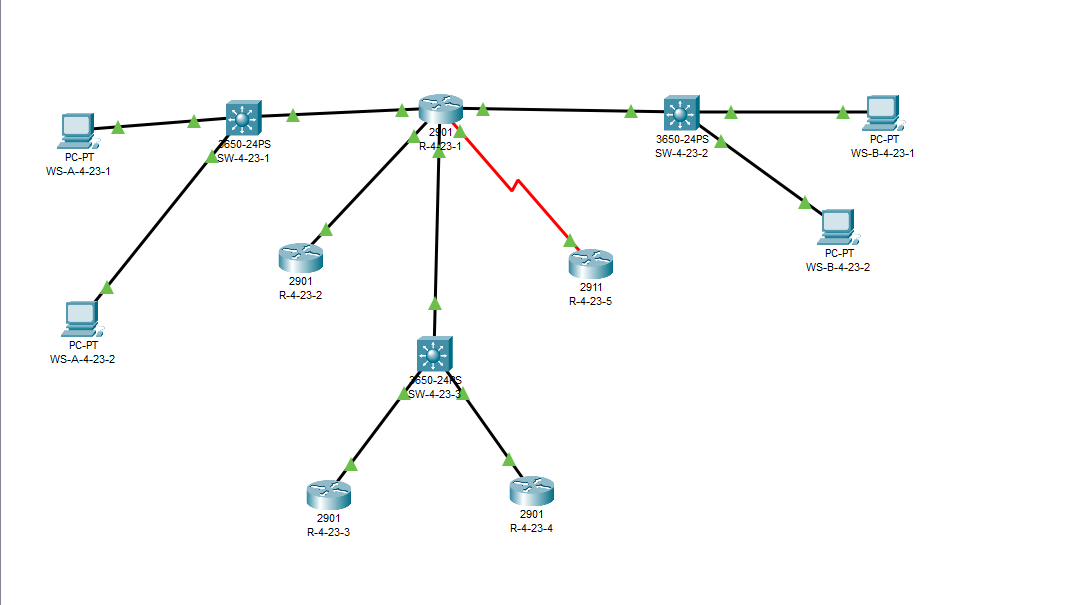 PC-PT
WS-A-4-23-1
3650-24PS
SW-4-23-1
2901
R-4-23-1
3650-24PS
SW-4-23-2
PC-PT
WS-B-4-23-1
PC-PT
WS-B-4-23-2
2901
R-4-23-2
2911
R-4-23-5
PC-PT
WS-A-4-23-2
3650-24PS
SW-4-23-3
2901
R-4-23-3
2901
R-4-23-4